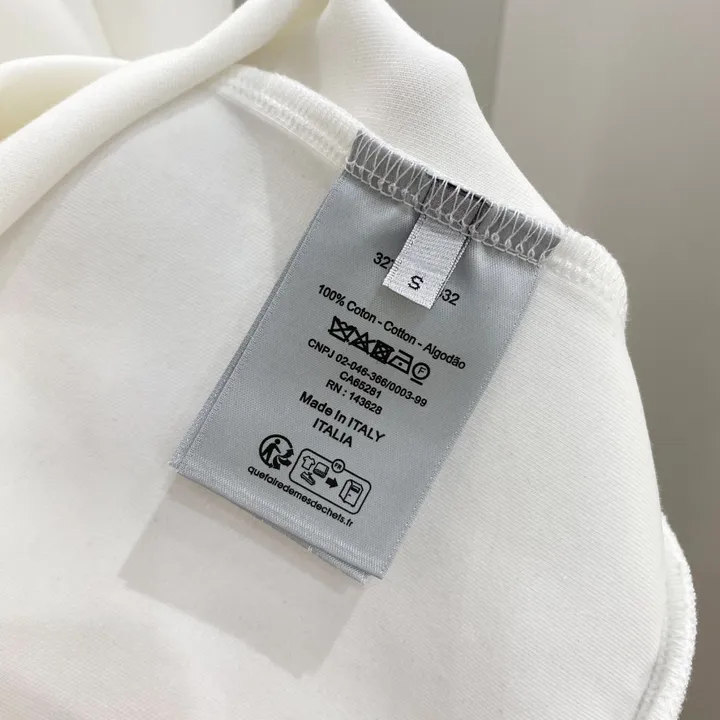 S
32
100% Coton - Cotton - Algodão
F
CNPJ 02-046-366/0003-99
CA65281
RN : 143628
Made In ITALY
ITALIA
FR
quefairedemesdechets.fr